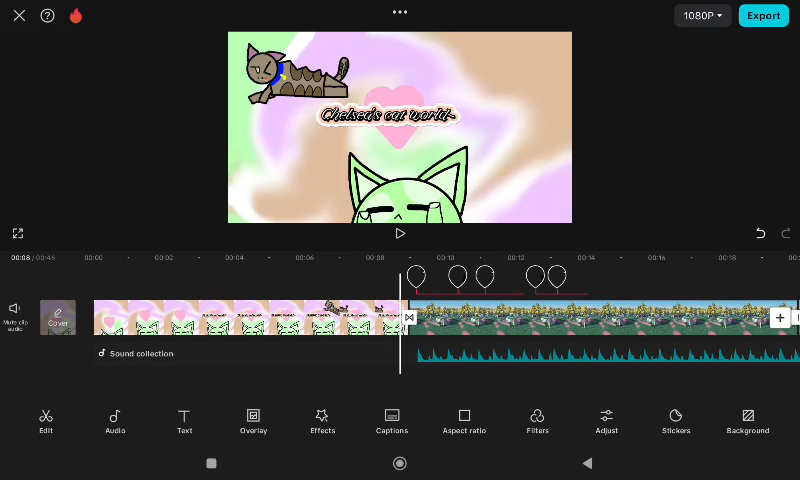 1080P
Export
Chelsea's cat world~
00:08 / 00:46
00:00
00:02
00:04
00:06
00:08
00:10
00:12
00:14
00:16
00:18
Mute clip
audio
Cover
Sound collection
Edit
Audio
Text
Overlay
Effects
Captions
Aspect ratio
Filters
Adjust
Stickers
Background